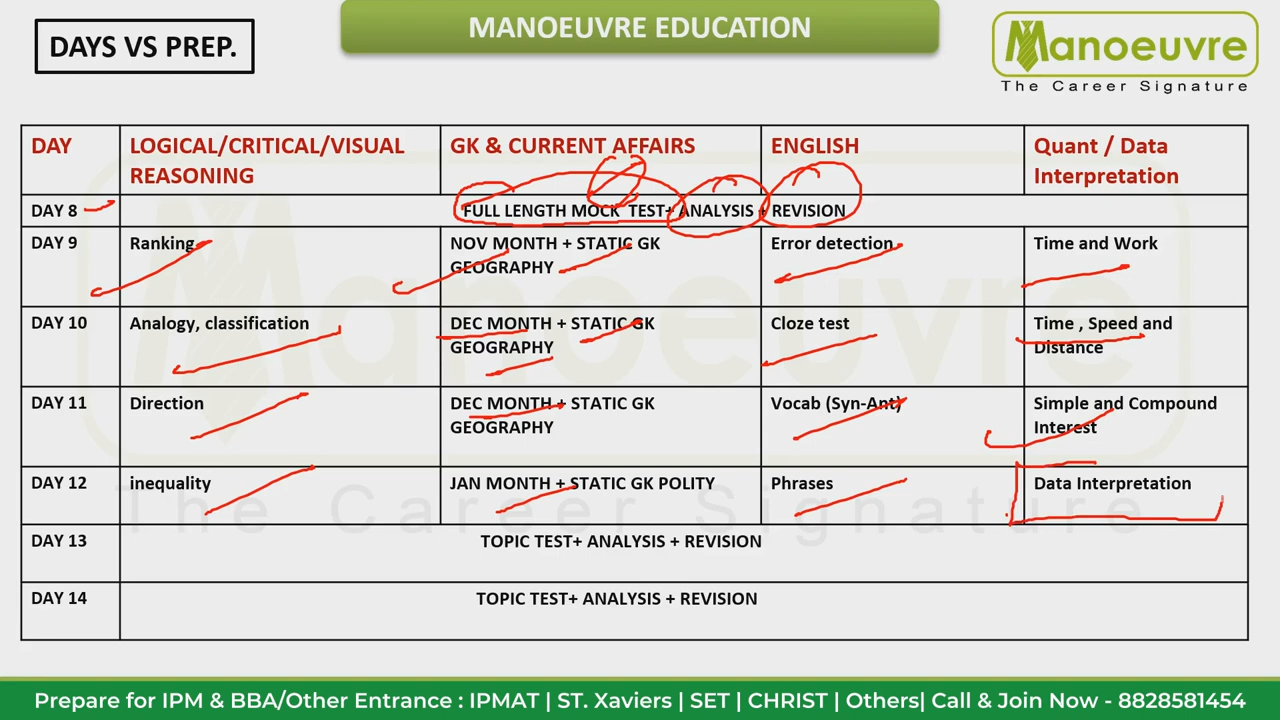 DAYS VS PREP.
MANOEUVRE EDUCATION
Manoeuvre
The Career Signature
DAY
LOGICAL/CRITICAL/VISUAL
REASONING
GK & CURRENT AFFAIRS
ENGLISH
Quant / Data
Interpretation
DAY 8
FULL LENGTH MOCK TEST+ ANALYSIS + REVISION
DAY 9
Ranking
NOV MONTH + STATIC GK
GEOGRAPHY
Error detection
Time and Work
DAY 10
Analogy, classification
DEC MONTH + STATIC GK
GEOGRAPHY
Cloze test
Time , Speed and
Distance
DAY 11
Direction
DEC MONTH + STATIC GK
GEOGRAPHY
Vocab (Syn-Ant)
Simple and Compound
Interest
DAY 12
inequality
JAN MONTH + STATIC GK POLITY
Phrases
Data Interpretation
DAY 13
TOPIC TEST+ ANALYSIS + REVISION
DAY 14
TOPIC TEST+ ANALYSIS + REVISION
Manoeuvre
The Career Signature
Prepare for IPM & BBA/Other Entrance : IPMAT | ST. Xaviers | SET | CHRIST | Others| Call & Join Now - 8828581454